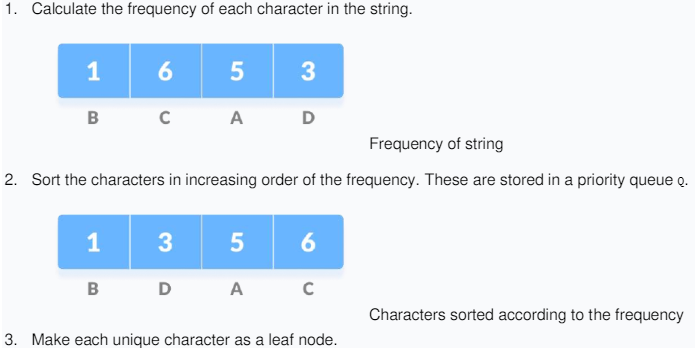 1. Calculate the frequency of each character in the string.
1 6 5 3
B C A D
Frequency of string
2. Sort the characters in increasing order of the frequency. These are stored in a priority queue Q.
1 3 5 6
B D A C
Characters sorted according to the frequency
3. Make each unique character as a leaf node.